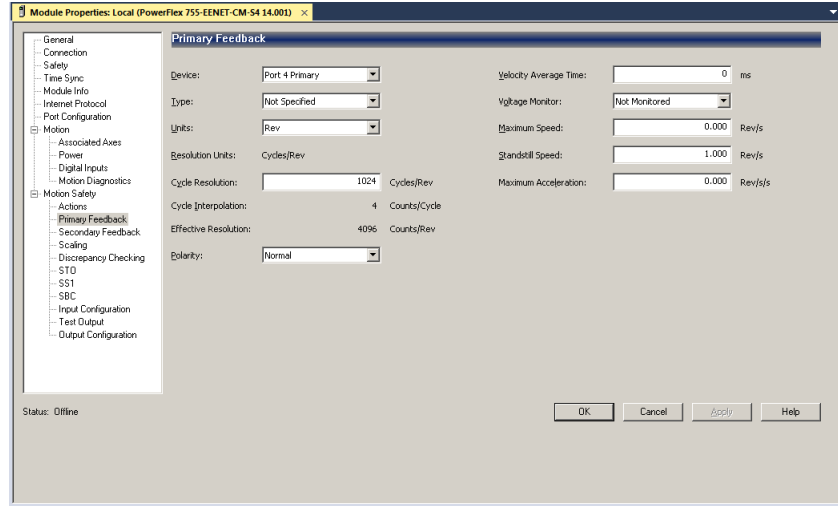 Module Properties: Local (PowerFlex 755-EENET-CM-S4 14.001) ×
General
Connection
Safety
Time Sync
Module Info
Internet Protocol
Port Configuration
Motion
Associated Axes
Power
Digital Inputs
Motion Diagnostics
Motion Safety
Actions
Primary Feedback
Secondary Feedback
Scaling
Discrepancy Checking
STO
SS1
SBC
Input Configuration
Test Output
Output Configuration
Primary Feedback
Device: Port 4 Primary
Type: Not Specified
Units: Rev
Resolution Units: Cycles/Rev
Cycle Resolution: 1024 Cycles/Rev
Cycle Interpolation: 4 Counts/Cycle
Effective Resolution: 4096 Counts/Rev
Polarity: Normal
Velocity Average Time: 0 ms
Voltage Monitor: Not Monitored
Maximum Speed: 0.000 Rev/s
Standstill Speed: 1.000 Rev/s
Maximum Acceleration: 0.000 Rev/s/s
Status: Offline
OK Cancel Apply Help